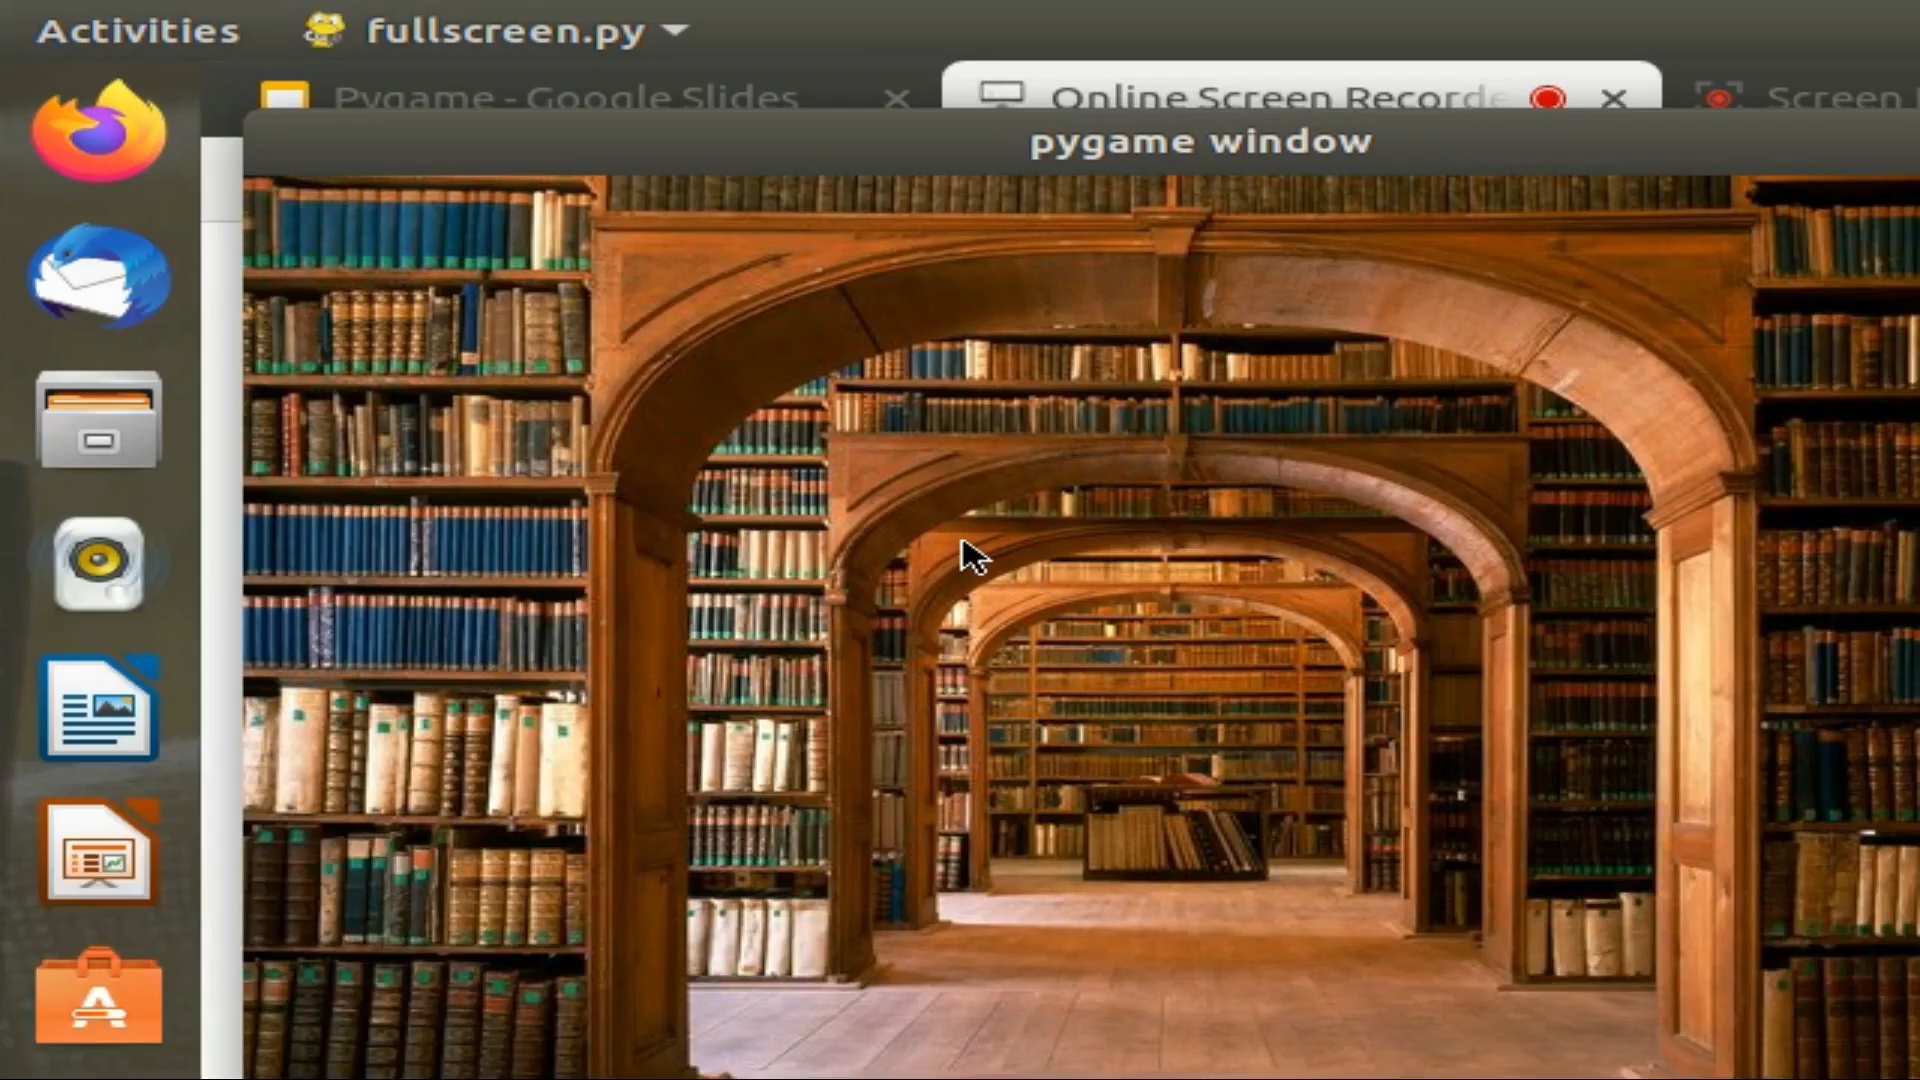 Activities fullscreen.py
Pygame - Google Slides Online Screen Recorde Screen
pygame window